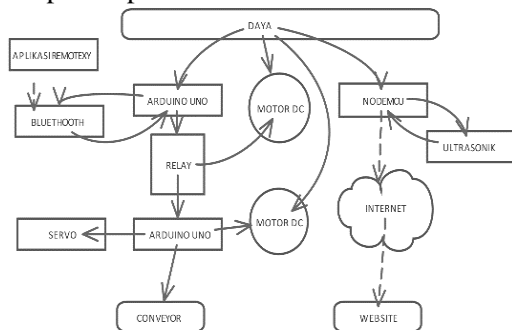 DAYA
APLIKASI REMOTEXY
ARDUINO UNO
MOTOR DC
NODEMCU
BLUETHOOTH
ULTRASONIK
RELAY
INTERNET
SERVO
ARDUINO UNO
MOTOR DC
CONVEYOR
WEBSITE